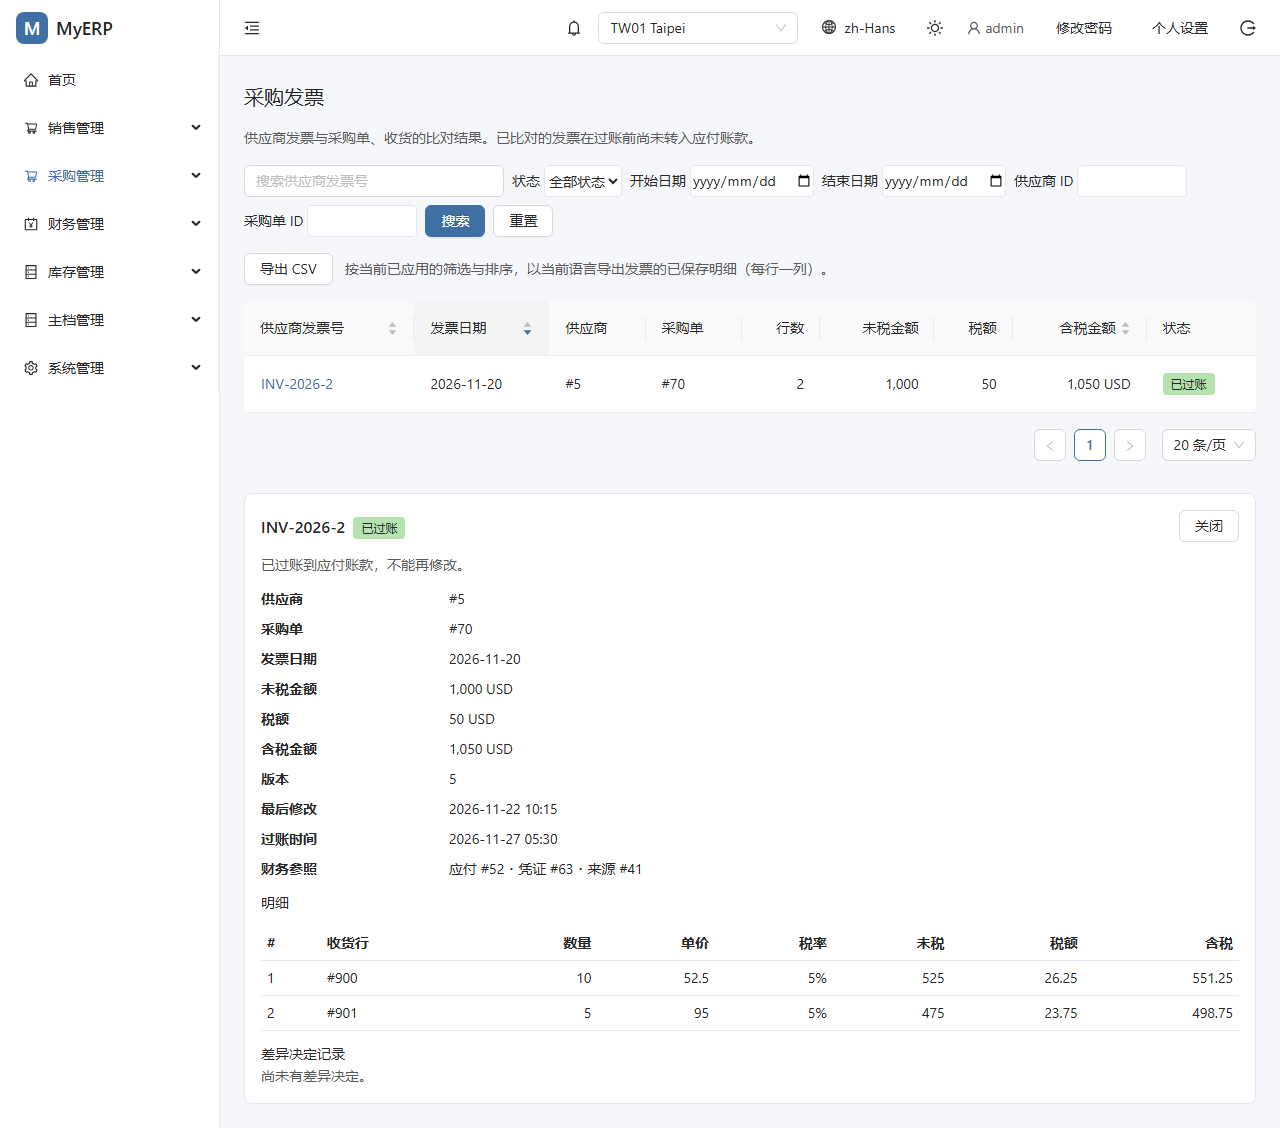 M MyERP
TW01 Taipei zh-Hans admin 修改密码 个人设置
首页
销售管理
采购管理
财务管理
库存管理
主档管理
系统管理
采购发票
供应商发票与采购单、收货的比对结果。已比对的发票在过账前尚未转入应付账款。
搜索供应商发票号 状态 全部状态 开始日期 yyyy/mm/dd 结束日期 yyyy/mm/dd 供应商 ID
采购单 ID 搜索 重置
导出 CSV 按当前已应用的筛选与排序，以当前语言导出发票的已保存明细（每行一列）。
供应商发票号 发票日期 供应商 采购单 行数 未税金额 税额 含税金额 状态
INV-2026-2 2026-11-20 #5 #70 2 1,000 50 1,050 USD 已过账
< 1 > 20 条/页
INV-2026-2 已过账 关闭
已过账到应付账款，不能再修改。
供应商 #5
采购单 #70
发票日期 2026-11-20
未税金额 1,000 USD
税额 50 USD
含税金额 1,050 USD
版本 5
最后修改 2026-11-22 10:15
过账时间 2026-11-27 05:30
财务参照 应付 #52 · 凭证 #63 · 来源 #41
明细
# 收货行 数量 单价 税率 未税 税额 含税
1 #900 10 52.5 5% 525 26.25 551.25
2 #901 5 95 5% 475 23.75 498.75
差异决定记录
尚未有差异决定。